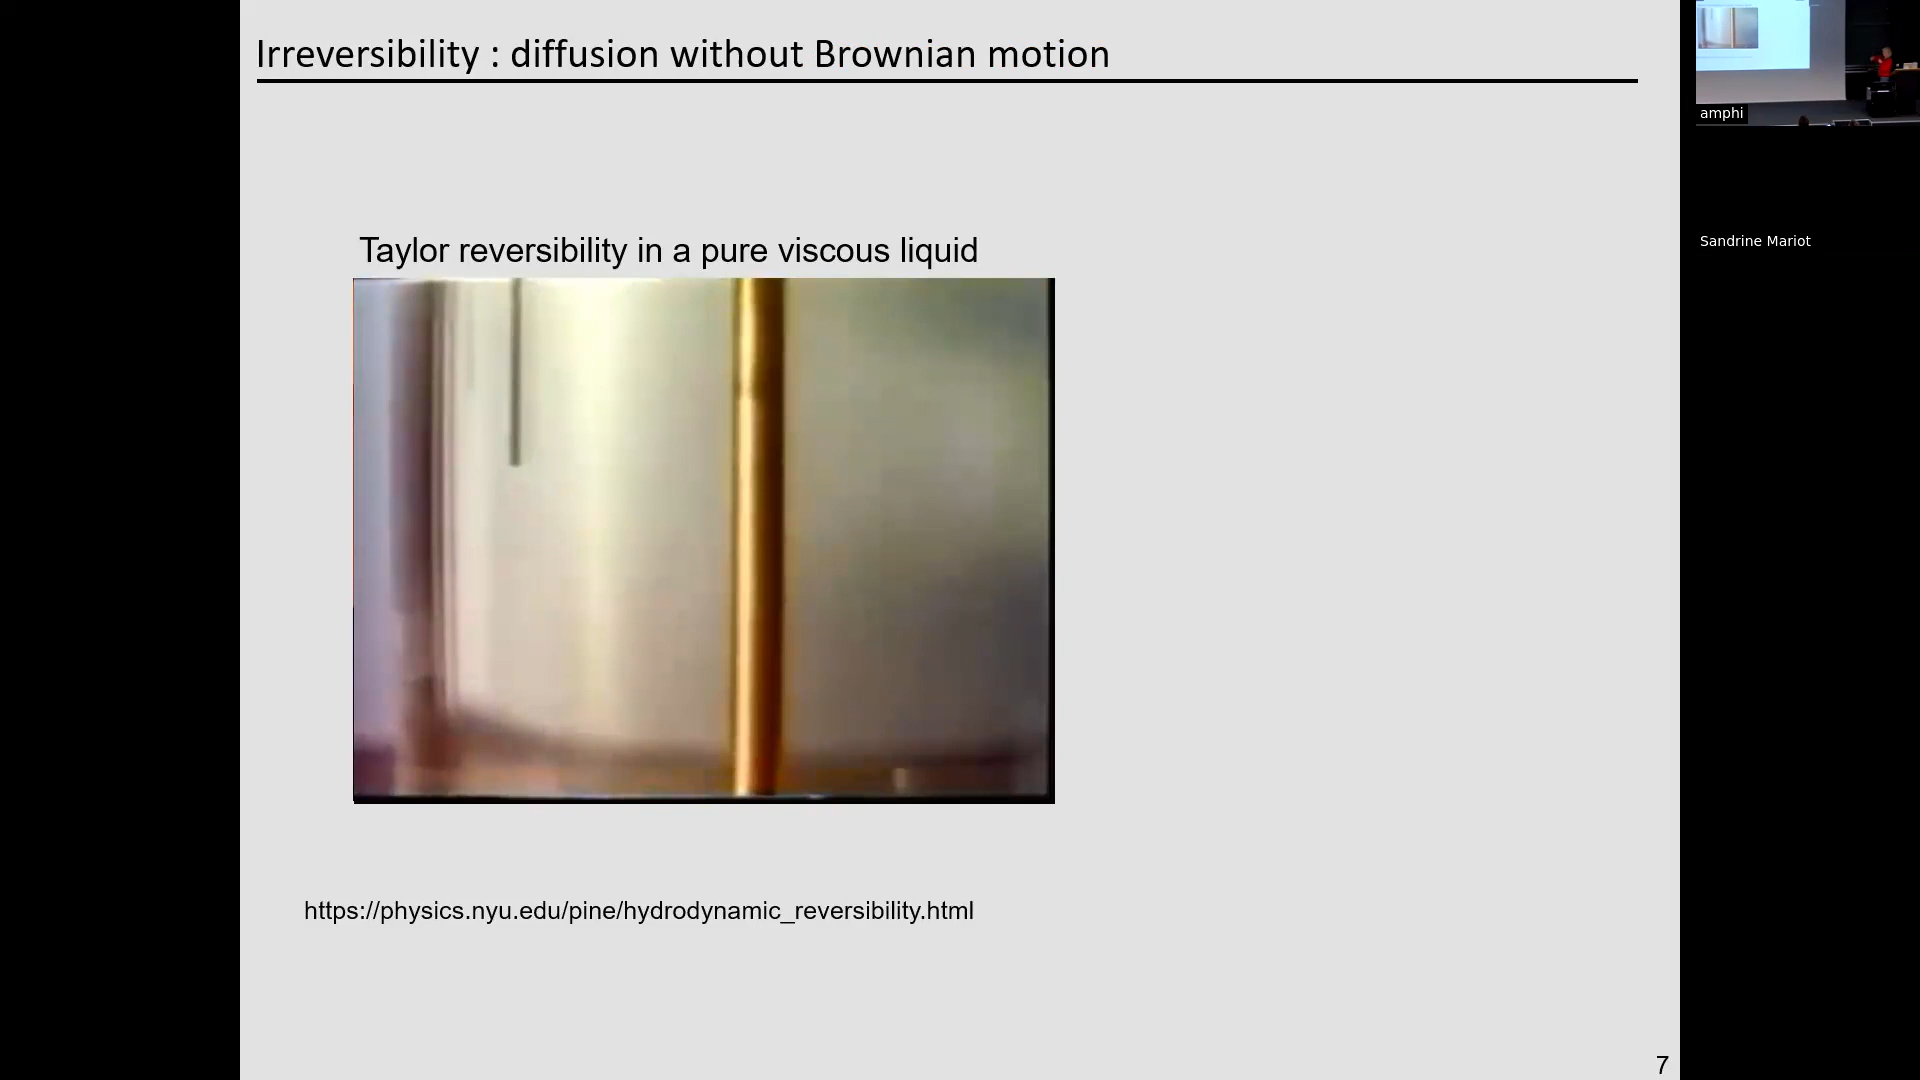 Irreversibility : diffusion without Brownian motion
Taylor reversibility in a pure viscous liquid
https://physics.nyu.edu/pine/hydrodynamic_reversibility.html
7
amphi
Sandrine Mariot